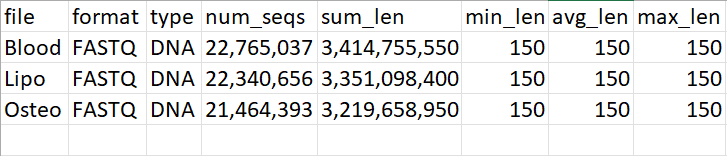 file format type num_seqs sum_len min_len avg_len max_len
Blood FASTQ DNA 22,765,037 3,414,755,550 150 150 150
Lipo FASTQ DNA 22,340,656 3,351,098,400 150 150 150
Osteo FASTQ DNA 21,464,393 3,219,658,950 150 150 150